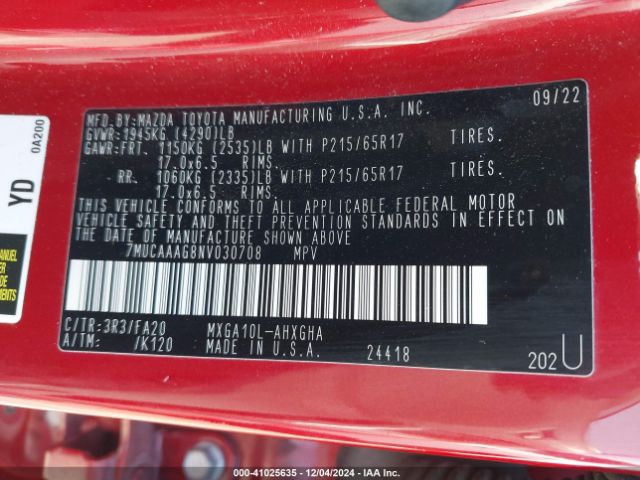 MFD. BY: MAZDA TOYOTA MANUFACTURING U.S.A. INC. 09/22
GVWR: 1945KG (4290)LB
GAWR: FRT. 1150KG (2535)LB WITH P215/65R17 TIRES.
17.0x6.5 RIMS.
RR. 1060KG (2335)LB WITH P215/65R17 TIRES.
17.0x6.5 RIMS.
THIS VEHICLE CONFORMS TO ALL APPLICABLE FEDERAL MOTOR
VEHICLE SAFETY AND THEFT PREVENTION STANDARDS IN EFFECT ON
THE DATE OF MANUFACTURE SHOWN ABOVE
7MUCAAAG8NV030708 MPV
C/TR: 3R3/FA20 MXGA10L-AHXGHA
A/TM: /K120 MADE IN U.S.A. 24418
202U
0A200
YD
MANUEL
000-41025635 - 12/04/2024 - IAA Inc.